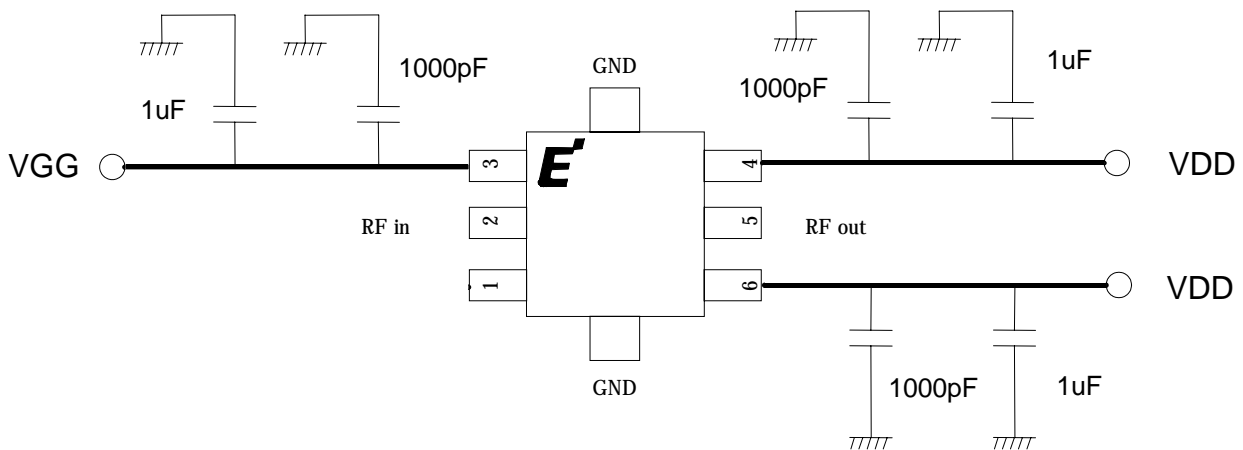 1000pF
GND
1uF
1uF
1000pF
E
VGG
3
4
VDD
RF in
2
5
RF out
1
6
VDD
GND
1000pF
1uF